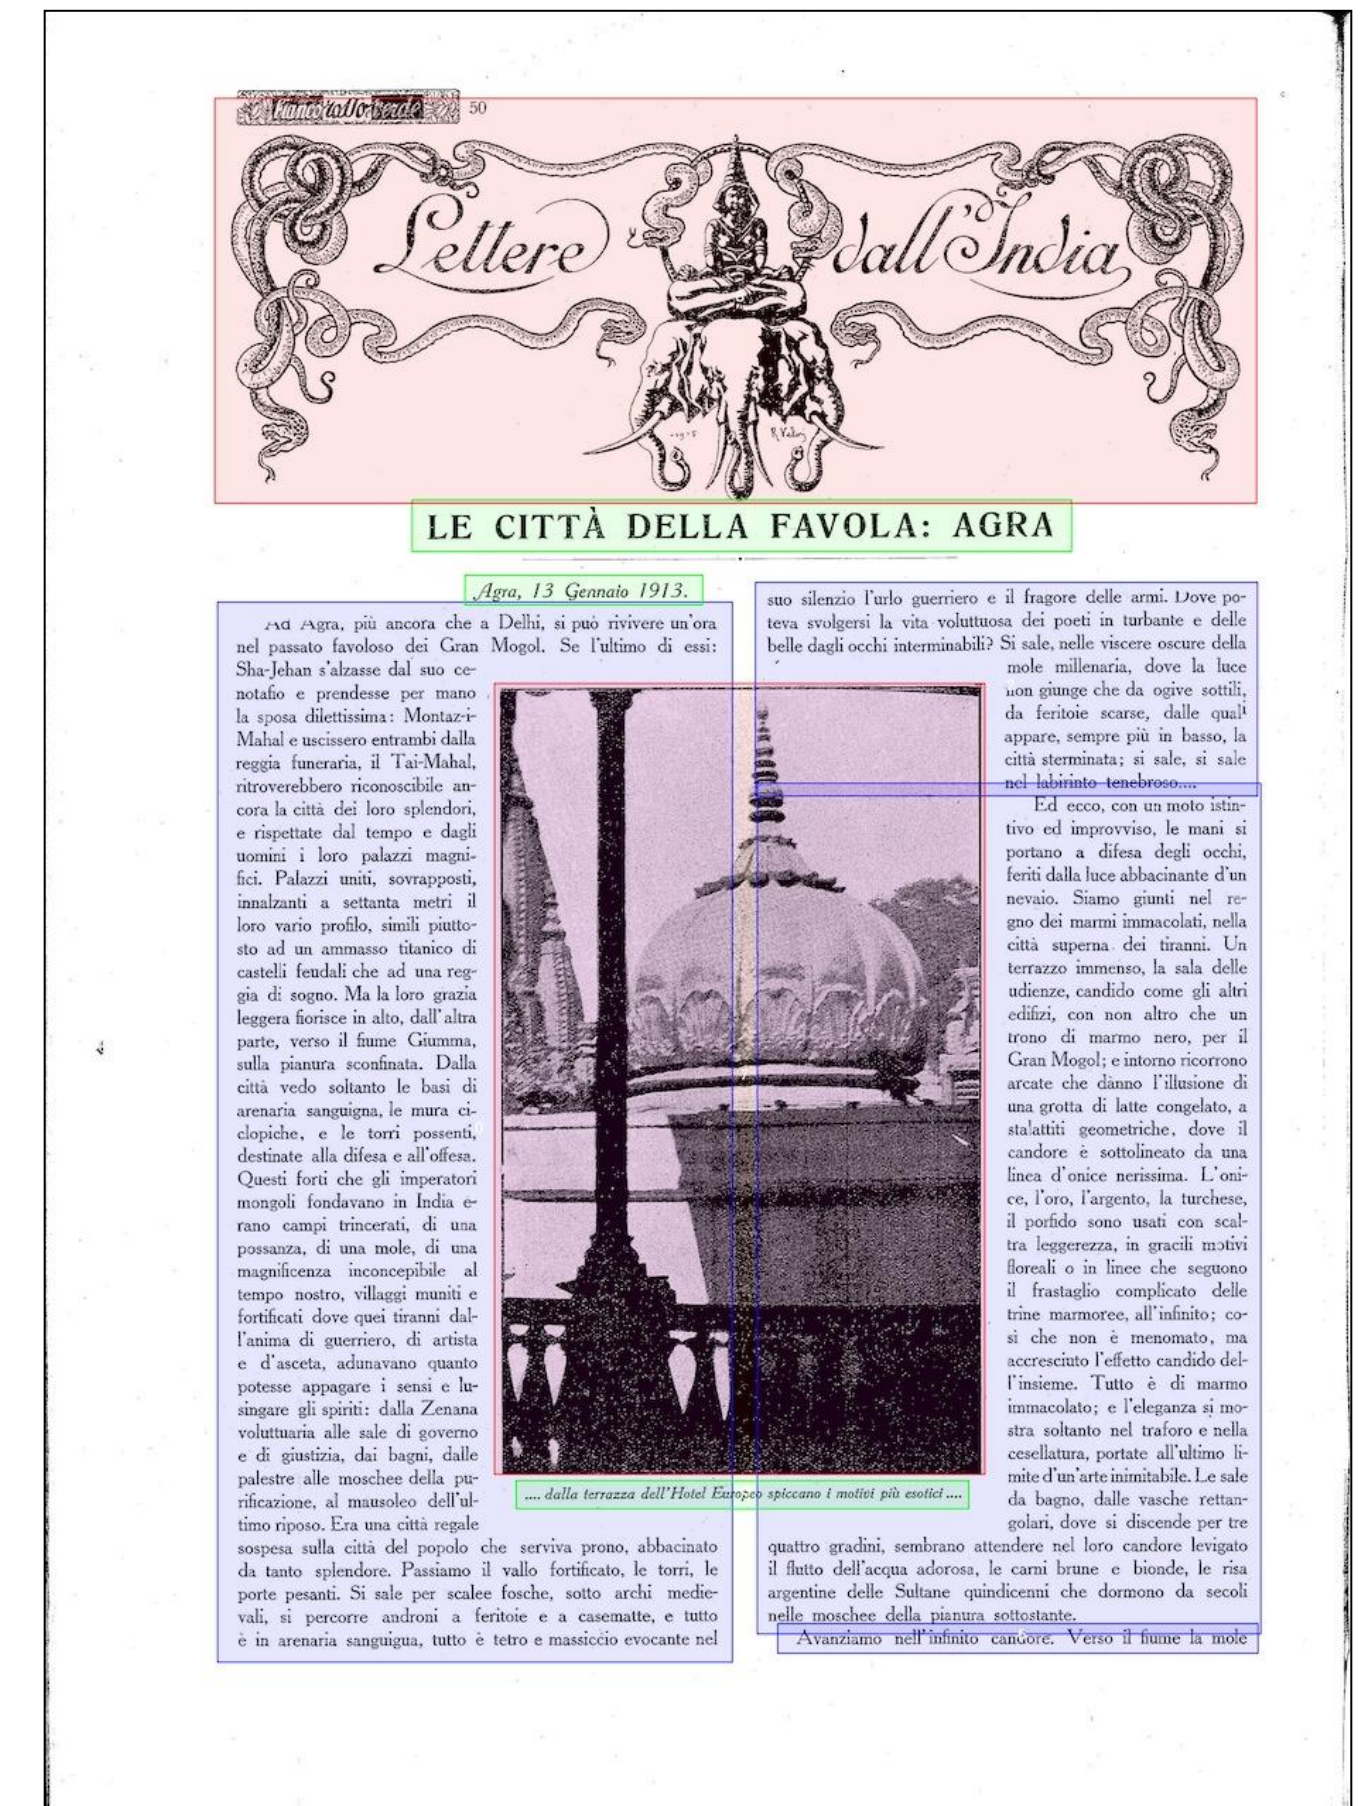 Bianco rosso e verde 50
Lettere dall'India
R. Vedoz
LE CITTÀ DELLA FAVOLA: AGRA
Agra, 13 Gennaio 1913.
Ad Agra, più ancora che a Delhi, si può rivivere un'ora
nel passato favoloso dei Gran Mogol. Se l'ultimo di essi:
Sha-Jehan s'alzasse dal suo ce-
notafio e prendesse per mano
la sposa dilettissima: Montaz-i-
Mahal e uscissero entrambi dalla
reggia funeraria, il Tai-Mahal,
ritroverebbero riconoscibile an-
cora la città dei loro splendori,
e rispettate dal tempo e dagli
uomini i loro palazzi magni-
fici. Palazzi uniti, sovrapposti,
innalzanti a settanta metri il
loro vario profilo, simili piutto-
sto ad un ammasso titanico di
castelli feudali che ad una reg-
gia di sogno. Ma la loro grazia
leggera fiorisce in alto, dall'altra
parte, verso il fiume Giumma,
sulla pianura sconfinata. Dalla
città vedo soltanto le basi di
arenaria sanguigna, le mura ci-
clopiche, e le torri possenti,
destinate alla difesa e all'offesa.
Questi forti che gli imperatori
mongoli fondavano in India e-
rano campi trincerati, di una
possanza, di una mole, di una
magnificenza inconcepibile al
tempo nostro, villaggi muniti e
fortificati dove quei tiranni dal-
l'anima di guerriero, di artista
e d'asceta, adunavano quanto
potesse appagare i sensi e lu-
singare gli spiriti: dalla Zenana
voluttuaria alle sale di governo
e di giustizia, dai bagni, dalle
palestre alle moschee della pu-
rificazione, al mausoleo dell'ul-
timo riposo. Era una città regale
sospesa sulla città del popolo che serviva prono, abbacinato
da tanto splendore. Passiamo il vallo fortificato, le torri, le
porte pesanti. Si sale per scalee fosche, sotto archi medie-
vali, si percorre androni a feritoie e a casematte, e tutto
è in arenaria sanguigua, tutto è tetro e massiccio evocante nel
.... dalla terrazza dell'Hotel Europeo spiccano i motivi più esotici ....
suo silenzio l'urlo guerriero e il fragore delle armi. Dove po-
teva svolgersi la vita voluttuosa dei poeti in turbante e delle
belle dagli occhi interminabili? Si sale, nelle viscere oscure della
mole millenaria, dove la luce
non giunge che da ogive sottili,
da feritoie scarse, dalle quali
appare, sempre più in basso, la
città sterminata; si sale, si sale
nel labirinto tenebroso....
Ed ecco, con un moto istin-
tivo ed improvviso, le mani si
portano a difesa degli occhi,
feriti dalla luce abbacinante d'un
nevaio. Siamo giunti nel re-
gno dei marmi immacolati, nella
città superna dei tiranni. Un
terrazzo immenso, la sala delle
udienze, candido come gli altri
edifizi, con non altro che un
trono di marmo nero, per il
Gran Mogol; e intorno ricorrono
arcate che dànno l'illusione di
una grotta di latte congelato, a
stalattiti geometriche, dove il
candore è sottolineato da una
linea d'onice nerissima. L'oni-
ce, l'oro, l'argento, la turchese,
il porfido sono usati con scal-
tra leggerezza, in gracili motivi
floreali o in linee che seguono
il frastaglio complicato delle
trine marmoree, all'infinito; co-
sì che non è menomato, ma
accresciuto l'effetto candido del-
l'insieme. Tutto è di marmo
immacolato; e l'eleganza si mo-
stra soltanto nel traforo e nella
cesellatura, portate all'ultimo li-
mite d'un'arte inimitabile. Le sale
da bagno, dalle vasche rettan-
golari, dove si discende per tre
quattro gradini, sembrano attendere nel loro candore levigato
il flutto dell'acqua adorosa, le carni brune e bionde, le risa
argentine delle Sultane quindicenni che dormono da secoli
nelle moschee della pianura sottostante.
Avanziamo nell'infinito candore. Verso il fiume la mole